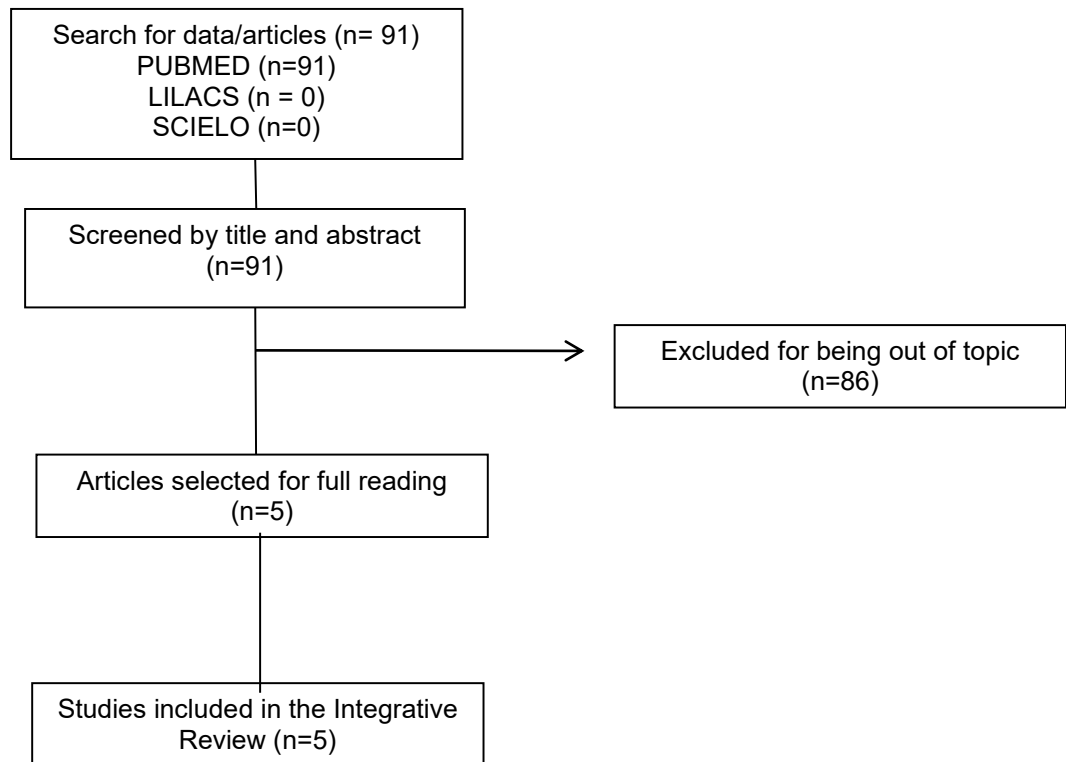 Search for data/articles (n= 91)
PUBMED (n=91)
LILACS (n = 0)
SCIELO (n=0)
Screened by title and abstract
(n=91)
Excluded for being out of topic
(n=86)
Articles selected for full reading
(n=5)
Studies included in the Integrative
Review (n=5)